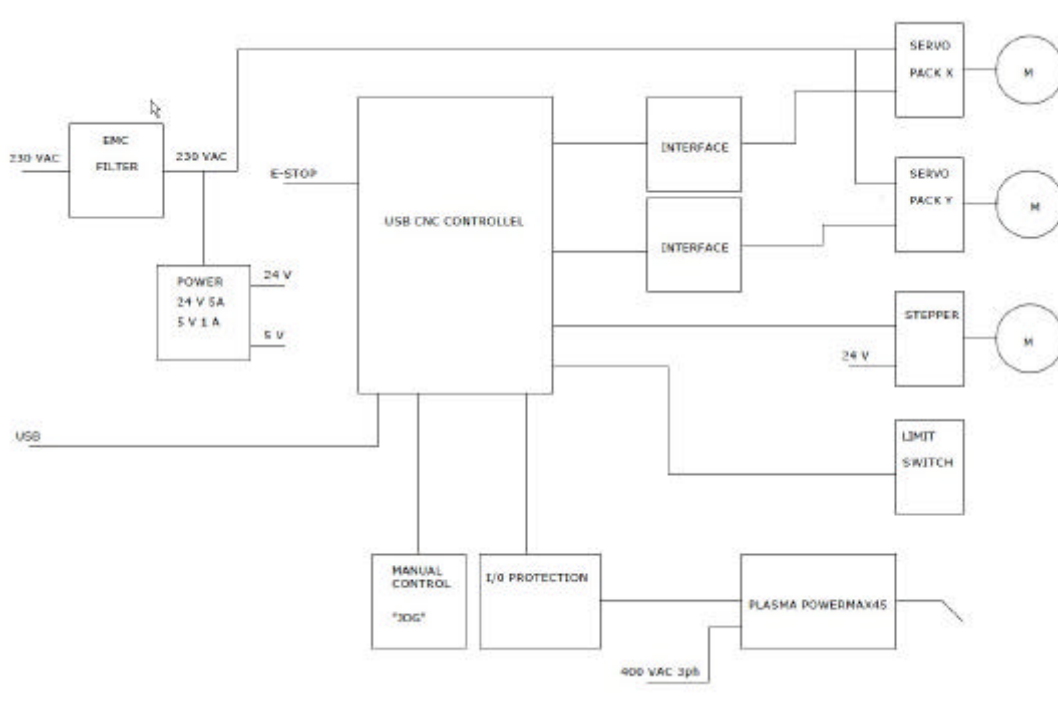 SERVO
PACK X
M
EMC
FILTER
230 VAC
230 VAC
E-STOP
INTERFACE
SERVO
PACK Y
M
USB CNC CONTROLLEL
INTERFACE
POWER
24 V 5A
5 V 1 A
24 V
5 V
STEPPER
M
24 V
USB
LIMIT
SWITCH
MANUAL
CONTROL
"JOG"
I/O PROTECTION
PLASMA POWERMAX45
400 VAC 3ph